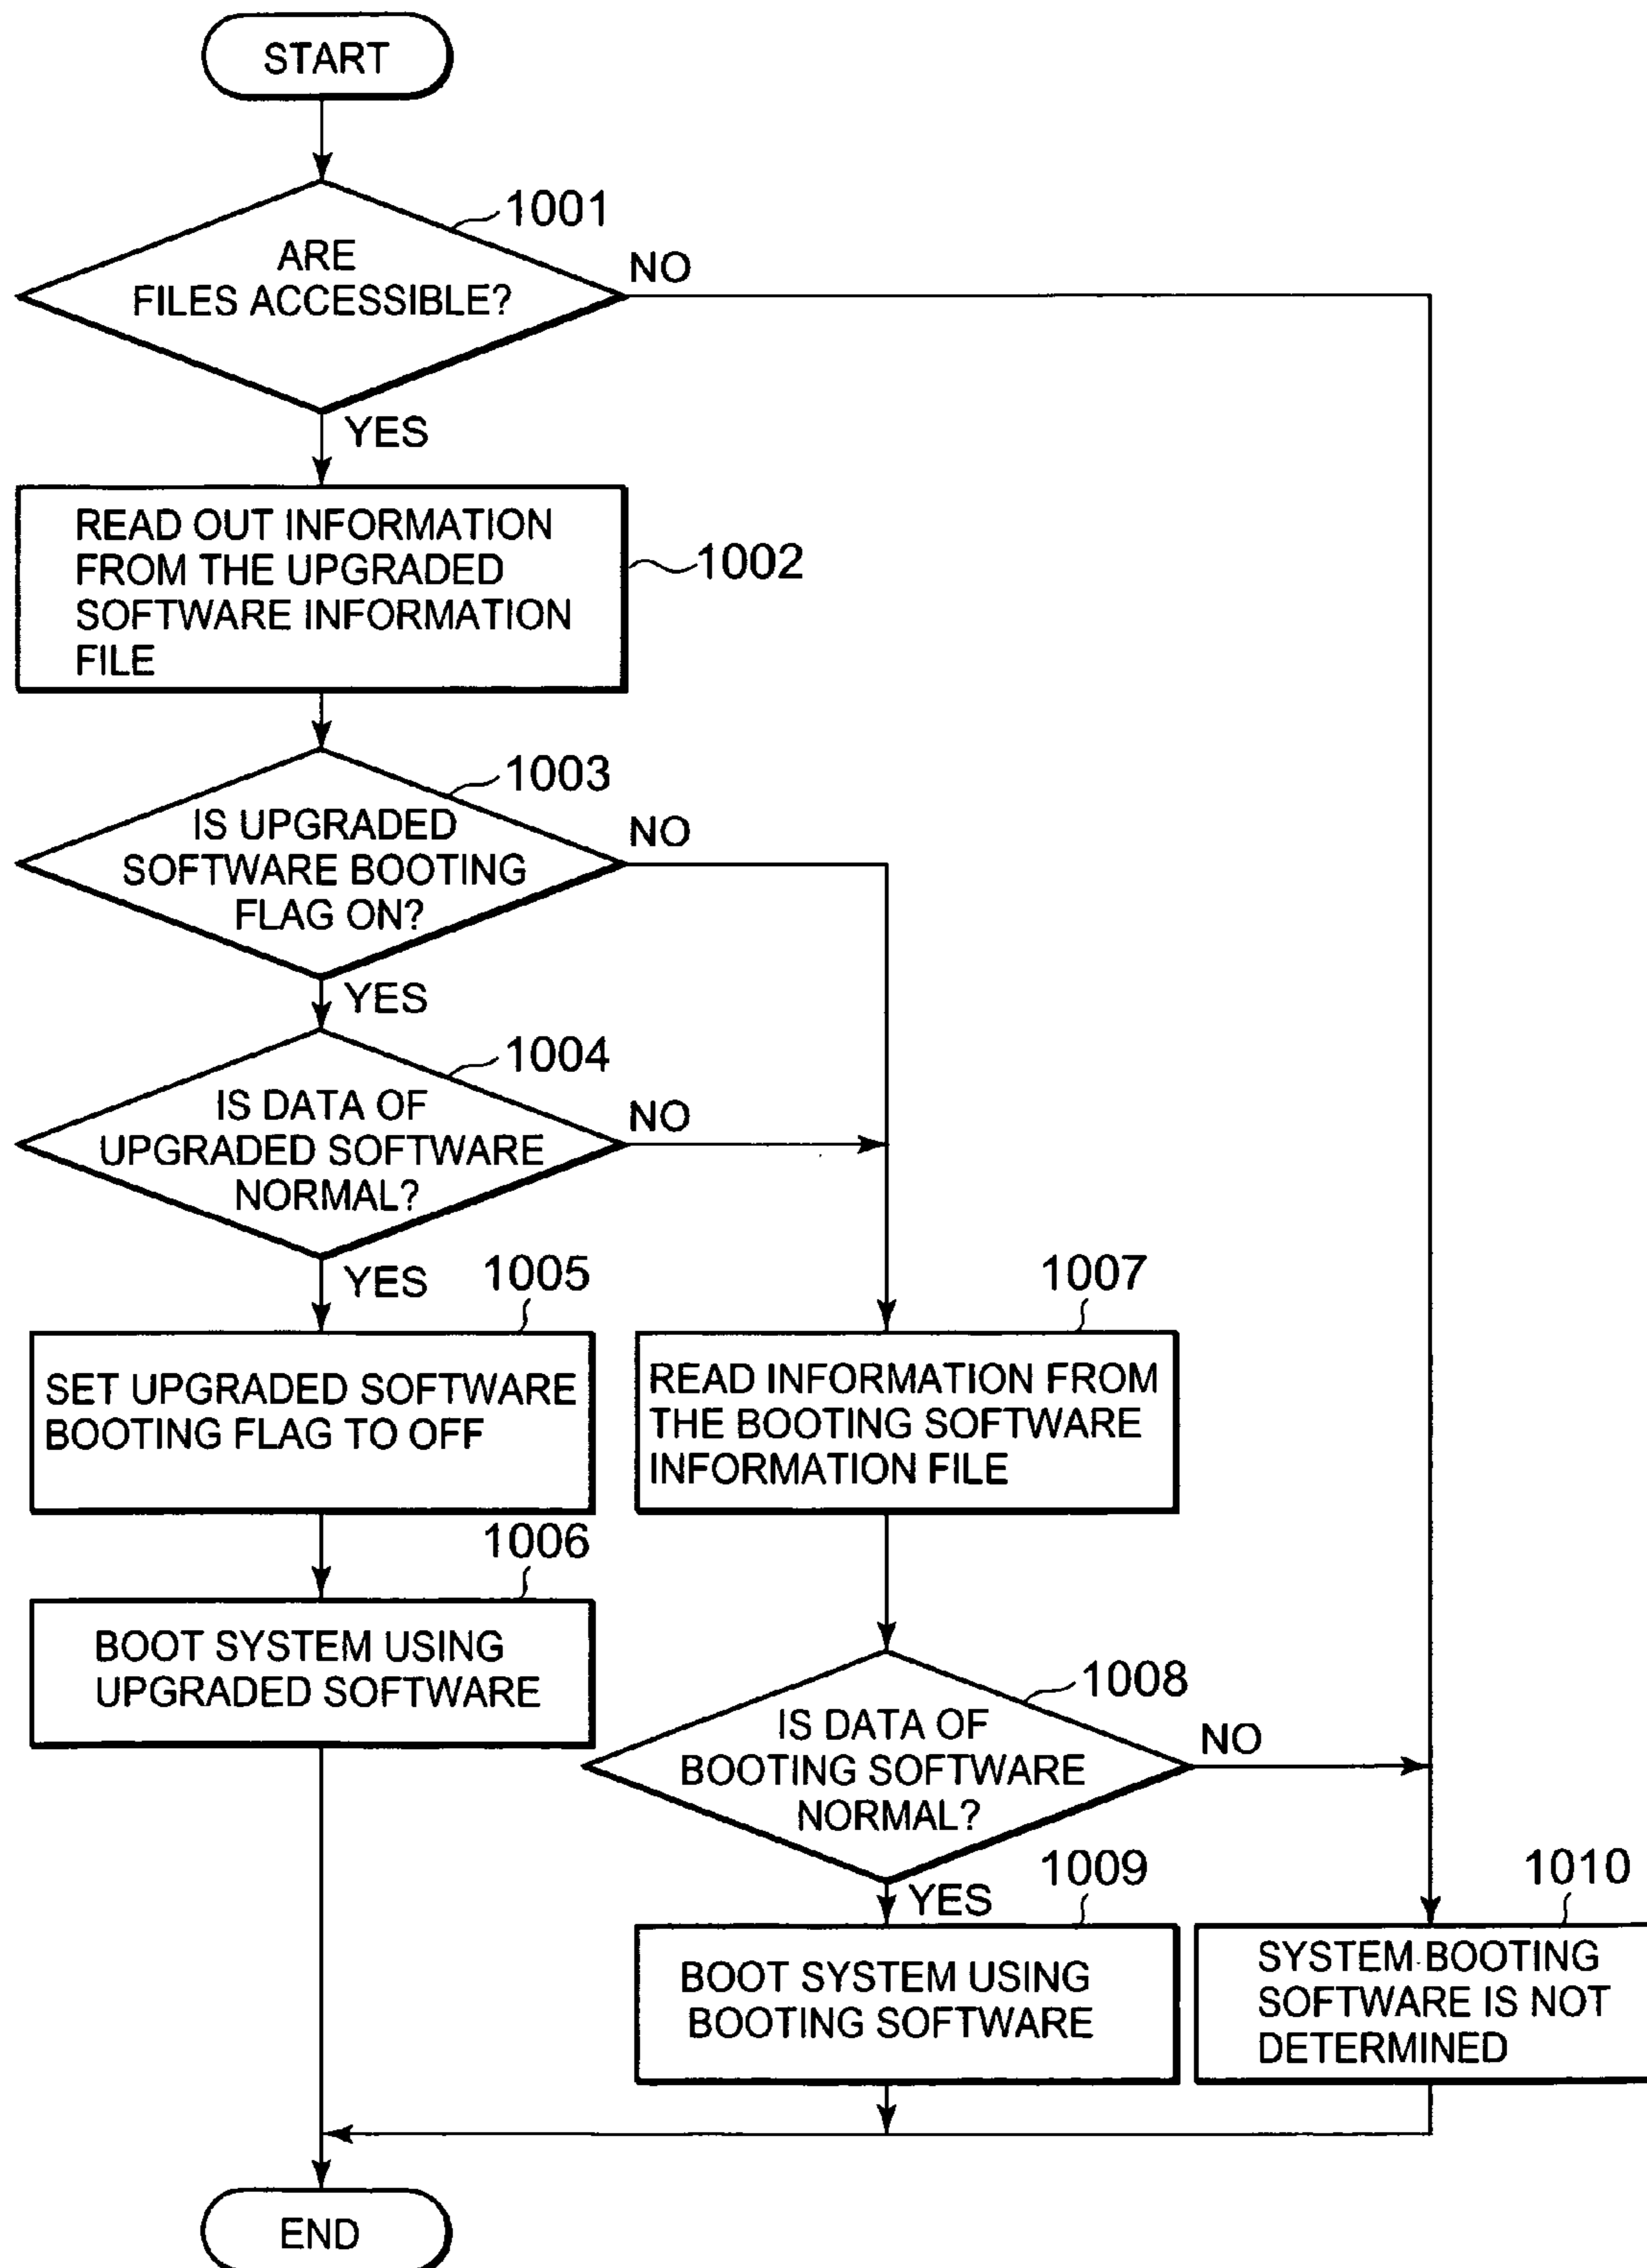 START
1001
ARE
FILES ACCESSIBLE?
NO
YES
READ OUT INFORMATION
FROM THE UPGRADED
SOFTWARE INFORMATION
FILE
1002
1003
IS UPGRADED
SOFTWARE BOOTING
FLAG ON?
NO
YES
1004
IS DATA OF
UPGRADED SOFTWARE
NORMAL?
NO
YES
1005
SET UPGRADED SOFTWARE
BOOTING FLAG TO OFF
1006
BOOT SYSTEM USING
UPGRADED SOFTWARE
1007
READ INFORMATION FROM
THE BOOTING SOFTWARE
INFORMATION FILE
1008
IS DATA OF
BOOTING SOFTWARE
NORMAL?
NO
YES
1009
BOOT SYSTEM USING
BOOTING SOFTWARE
1010
SYSTEM BOOTING
SOFTWARE IS NOT
DETERMINED
END